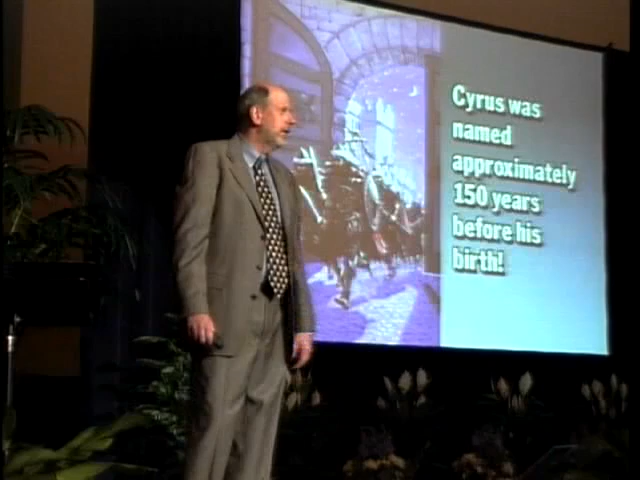 Cyrus was
named
approximately
150 years
before his
birth!